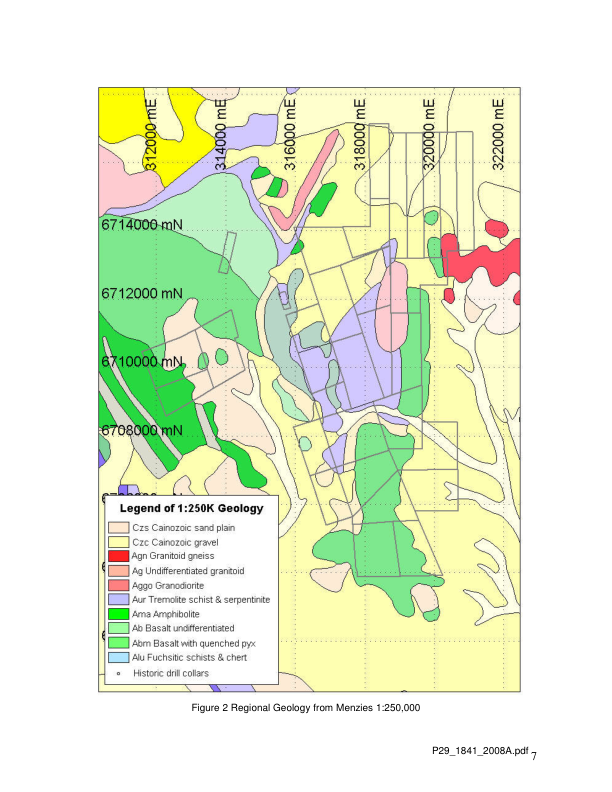 312000 mE
314000 mE
316000 mE
318000 mE
320000 mE
322000 mE
6714000 mN
6712000 mN
6710000 mN
6708000 mN
Legend of 1:250K Geology
Czs Cainozoic sand plain
Czc Cainozoic gravel
Agn Granitoid gneiss
Ag Undifferentiated granitoid
Aggo Granodiorite
Aur Tremolite schist & serpentinite
Ama Amphibolite
Ab Basalt undifferentiated
Abm Basalt with quenched pyx
Alu Fuchsitic schists & chert
Historic drill collars
Figure 2 Regional Geology from Menzies 1:250,000
P29_1841_2008A.pdf 7